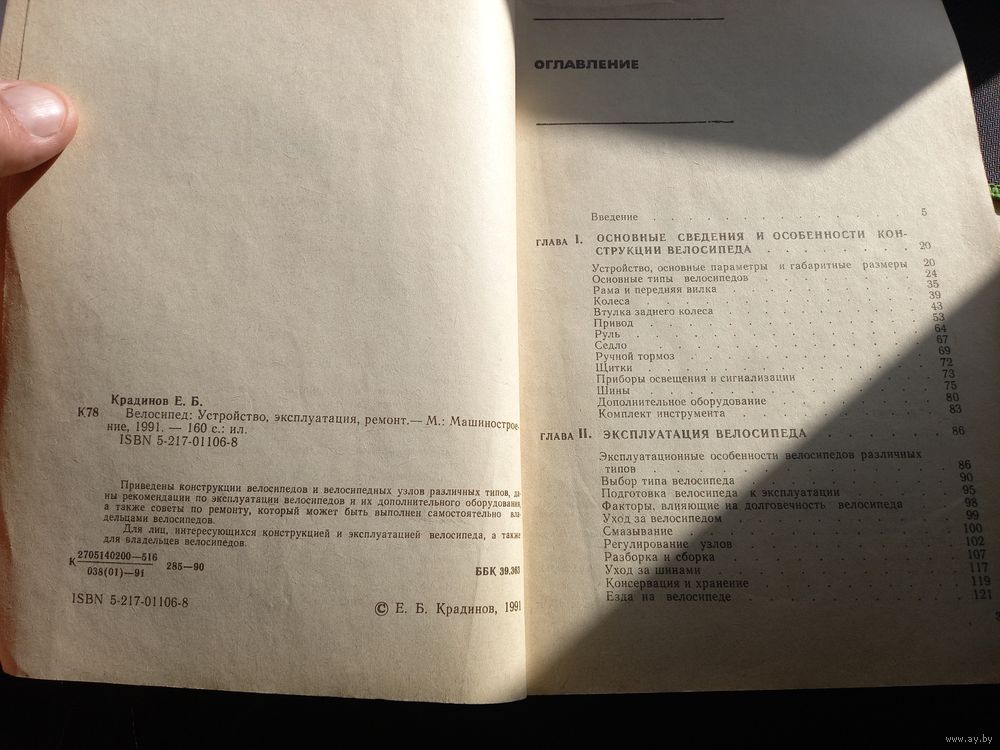 Крадинов Е. Б.
К78 Велосипед: Устройство, эксплуатация, ремонт.— М.: Машинострое-
ние, 1991. — 160 с.: ил.
ISBN 5-217-01106-8
Приведены конструкции велосипедов и велосипедных узлов различных типов, да-
ны рекомендации по эксплуатации велосипедов и их дополнительного оборудования,
а также советы по ремонту, который может быть выполнен самостоятельно вла-
дельцами велосипедов.
Для лиц, интересующихся конструкцией и эксплуатацией велосипеда, а также
для владельцев велосипедов.
К 2705140200—516
038(01)—91
285—90
ББК 39.363
ISBN 5-217-01106-8
© Е. Б. Крадинов, 1991
ОГЛАВЛЕНИЕ
Введение . . . . . . . . . . . . 5
ГЛАВА I. ОСНОВНЫЕ СВЕДЕНИЯ И ОСОБЕННОСТИ КОН-
СТРУКЦИИ ВЕЛОСИПЕДА . . . . . . . 20
Устройство, основные параметры и габаритные размеры 20
Основные типы велосипедов . . . . . . . . 24
Рама и передняя вилка . . . . . . . . 35
Колеса . . . . . . . . . . . . 39
Втулка заднего колеса . . . . . . . . 43
Привод . . . . . . . . . . . . 53
Руль . . . . . . . . . . . . 64
Седло . . . . . . . . . . . . 67
Ручной тормоз . . . . . . . . . . 69
Щитки . . . . . . . . . . . . 72
Приборы освещения и сигнализации . . . . . 73
Шины . . . . . . . . . . . . 75
Дополнительное оборудование . . . . . . 80
Комплект инструмента . . . . . . . . 83
ГЛАВА II. ЭКСПЛУАТАЦИЯ ВЕЛОСИПЕДА . . . . . 86
Эксплуатационные особенности велосипедов различных
типов . . . . . . . . . . . . 86
Выбор типа велосипеда . . . . . . . . 90
Подготовка велосипеда к эксплуатации . . . . 95
Факторы, влияющие на долговечность велосипеда . . 98
Уход за велосипедом . . . . . . . . 99
Смазывание . . . . . . . . . . 100
Регулирование узлов . . . . . . . . 102
Разборка и сборка . . . . . . . . 107
Уход за шинами . . . . . . . . . 117
Консервация и хранение . . . . . . . 119
Езда на велосипеде . . . . . . . . 121
www.ay.by